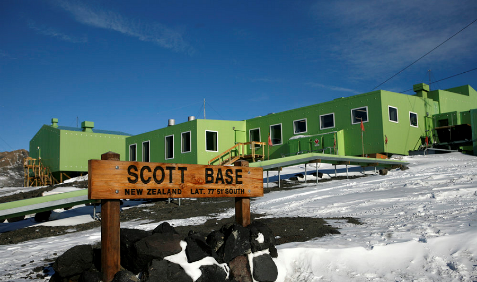 SCOTT BASE
NEW ZEALAND LAT. 77° 51' SOUTH